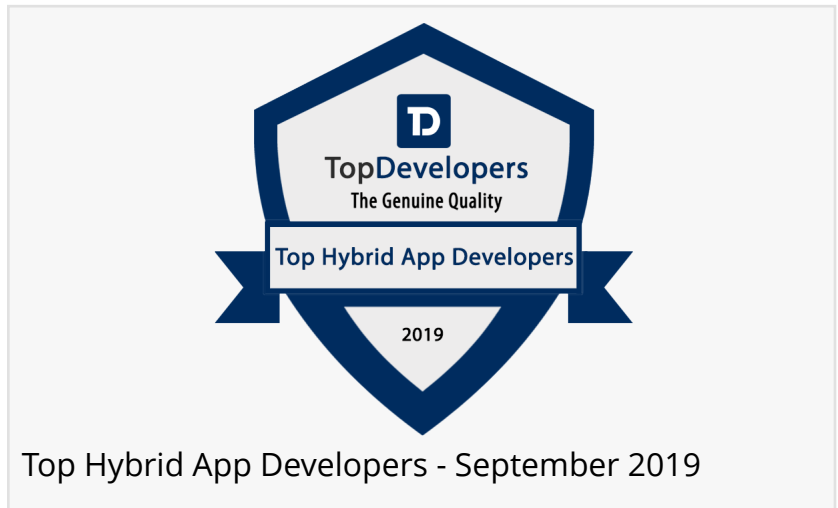 TD
TopDevelopers
The Genuine Quality
Top Hybrid App Developers
2019
Top Hybrid App Developers - September 2019